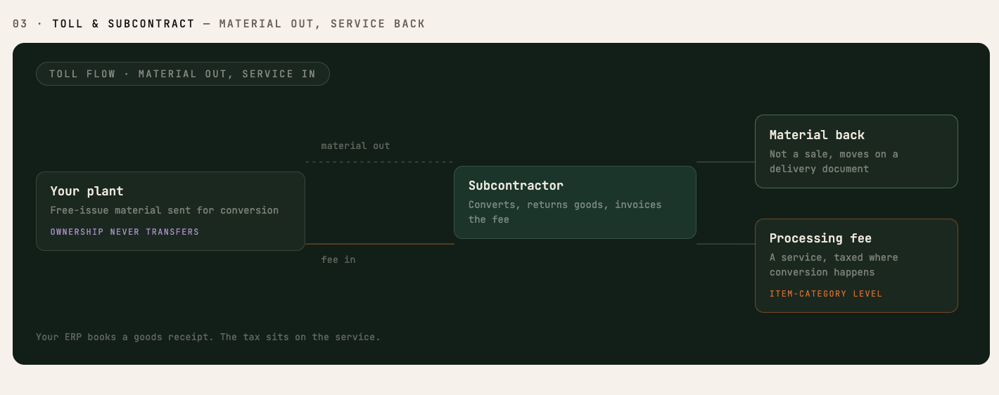 03 · TOLL & SUBCONTRACT — MATERIAL OUT, SERVICE BACK
TOLL FLOW · MATERIAL OUT, SERVICE IN
material out
Your plant
Free-issue material sent for conversion
OWNERSHIP NEVER TRANSFERS
fee in
Subcontractor
Converts, returns goods, invoices
the fee
Material back
Not a sale, moves on a
delivery document
Processing fee
A service, taxed where
conversion happens
ITEM-CATEGORY LEVEL
Your ERP books a goods receipt. The tax sits on the service.